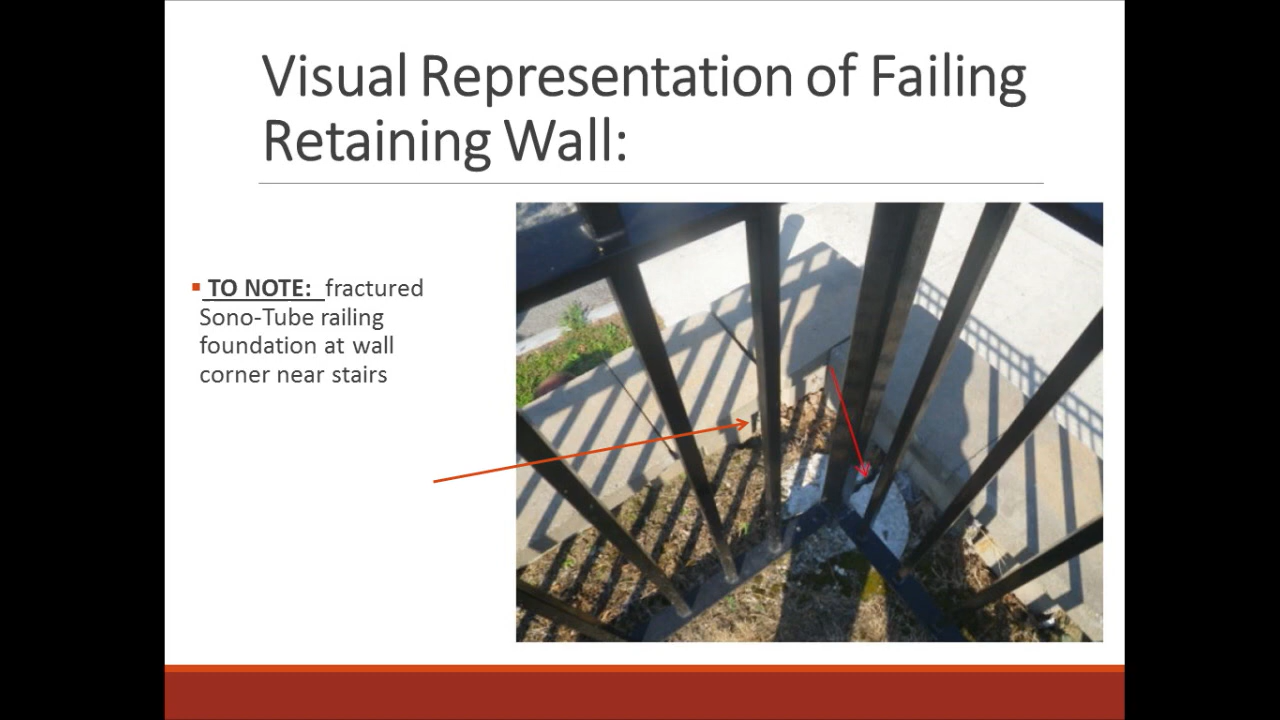 Visual Representation of Failing
Retaining Wall:
TO NOTE: fractured
Sono-Tube railing
foundation at wall
corner near stairs